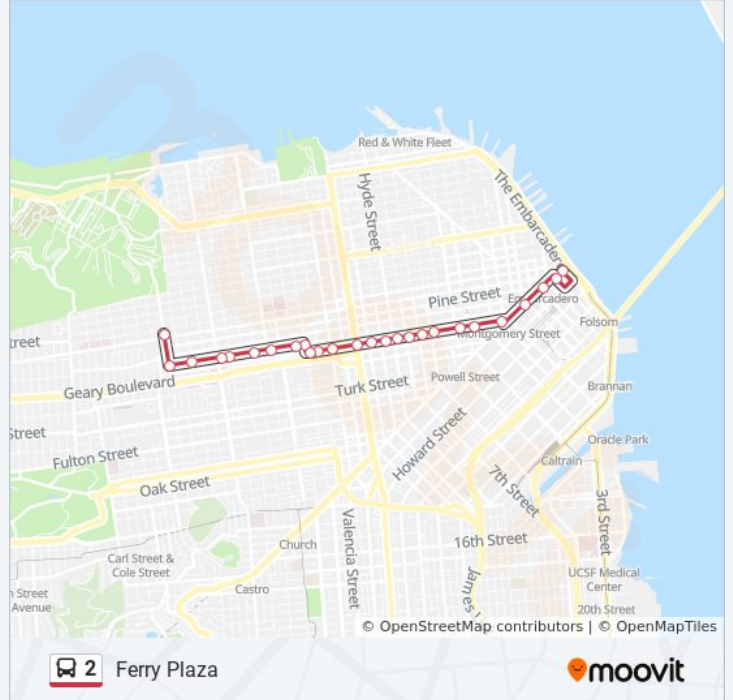 Red & White Fleet
Hyde Street
The Embarcadero
Pine Street
Embarcadero
Folsom
reet
Montgomery Street
Geary Boulevard
Turk Street
Powell Street
Brannan
Street
Howard Street
Oracle Park
Fulton Street
Caltrain
Oak Street
7th Street
3rd Street
Valencia Street
16th Street
Church
Carl Street &
Cole Street
UCSF Medical
Center
Castro
Street
Avenue
James
20th Street
© OpenStreetMap contributors | © OpenMapTiles
2 Ferry Plaza
moovit